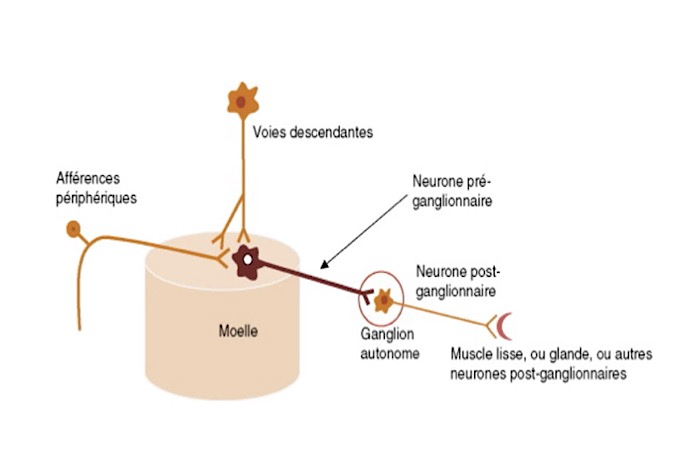 Voies descendantes
Afférences
périphériques
Neurone pré-
ganglionnaire
Neurone post-
ganglionnaire
Moelle
Ganglion
autonome
Muscle lisse, ou glande, ou autres
neurones post-ganglionnaires